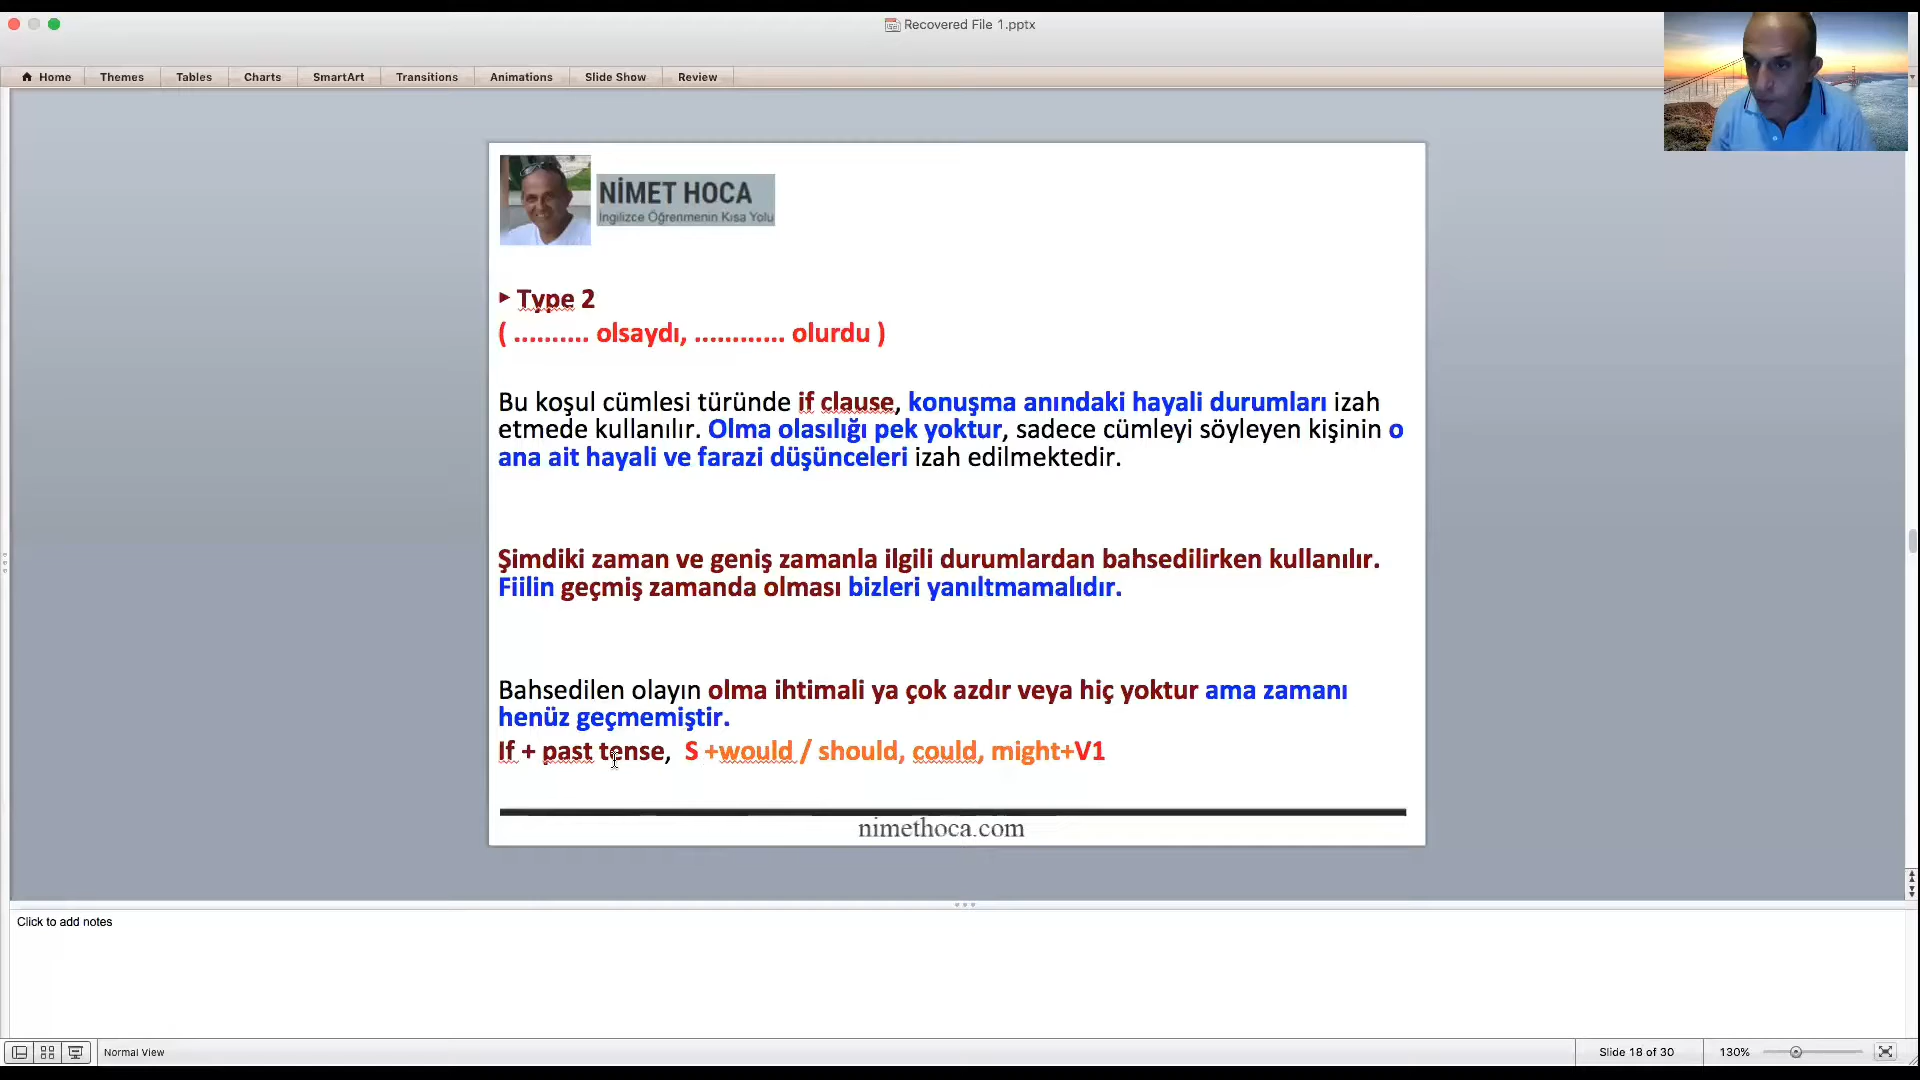 Recovered File 1.pptx
Home Themes Tables Charts SmartArt Transitions Animations Slide Show Review
NİMET HOCA
İngilizce Öğrenmenin Kısa Yolu
Type 2
( .......... olsaydı, ............ olurdu )
Bu koşul cümlesi türünde if clause, konuşma anındaki hayali durumları izah
etmede kullanılır. Olma olasılığı pek yoktur, sadece cümleyi söyleyen kişinin o
ana ait hayali ve farazi düşünceleri izah edilmektedir.
Şimdiki zaman ve geniş zamanla ilgili durumlardan bahsedilirken kullanılır.
Fiilin geçmiş zamanda olması bizleri yanıltmamalıdır.
Bahsedilen olayın olma ihtimali ya çok azdır veya hiç yoktur ama zamanı
henüz geçmemiştir.
If + past tense, S +would / should, could, might+V1
nimethoca.com
Click to add notes
Normal View Slide 18 of 30 130%